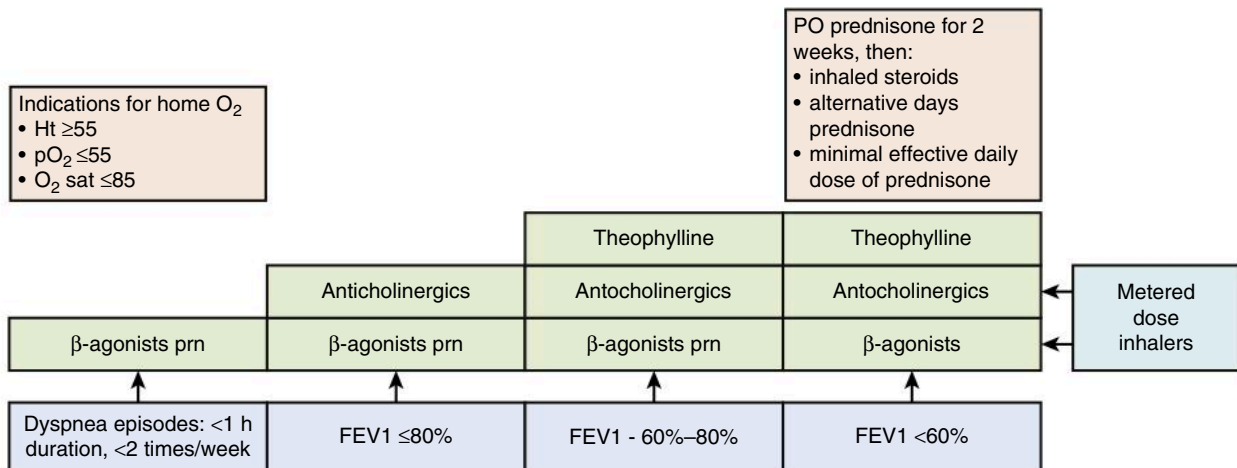 PO prednisone for 2
weeks, then:
• inhaled steroids
• alternative days
prednisone
• minimal effective daily
dose of prednisone
Indications for home O₂
• Ht ≥55
• pO₂ ≤55
• O₂ sat ≤85
Theophylline
Theophylline
Anticholinergics
Antocholinergics
Antocholinergics
Metered
dose
inhalers
β-agonists prn
β-agonists prn
β-agonists prn
β-agonists
Dyspnea episodes: <1 h
duration, <2 times/week
FEV1 ≤80%
FEV1 - 60%–80%
FEV1 <60%